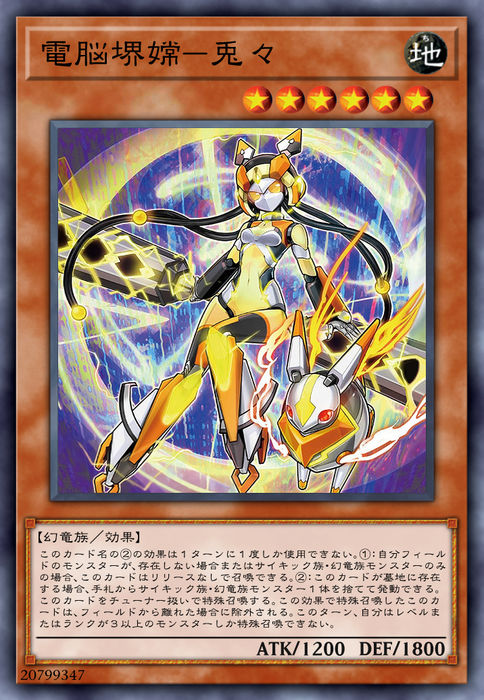 電脳堺嫦－兎々
ち
地
【幻竜族／効果】
このカード名の②の効果は１ターンに１度しか使用できない。①：自分フィール
ドのモンスターが、存在しない場合またはサイキック族・幻竜族モンスターのみ
の場合、このカードはリリースなしで召喚できる。②：このカードが墓地に存在
する場合、手札からサイキック族・幻竜族モンスター１体を捨てて発動できる。
このカードをチューナー扱いで特殊召喚する。この効果で特殊召喚したこのカー
ドは、フィールドから離れた場合に除外される。このターン、自分はレベルま
たはランクが３以上のモンスターしか特殊召喚できない。
ATK/1200 DEF/1800
20799347